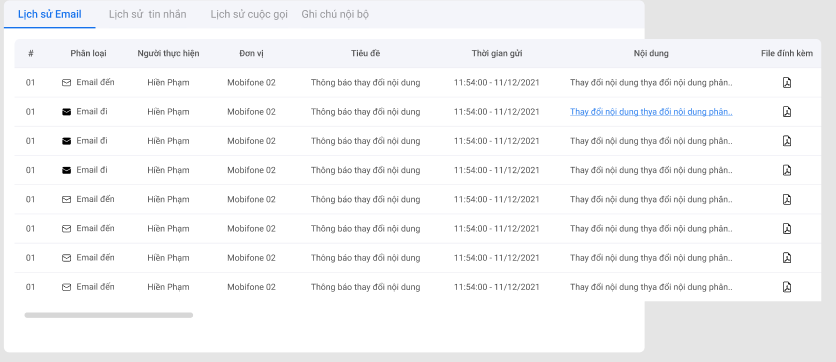 Lịch sử Email Lịch sử tin nhắn Lịch sử cuộc gọi Ghi chú nội bộ
# Phân loại Người thực hiện Đơn vị Tiêu đề Thời gian gửi Nội dung File đính kèm
01 Email đến Hiền Phạm Mobifone 02 Thông báo thay đổi nội dung 11:54:00 - 11/12/2021 Thay đổi nội dung thya đổi nội dung phân..
01 Email đi Hiền Phạm Mobifone 02 Thông báo thay đổi nội dung 11:54:00 - 11/12/2021 Thay đổi nội dung thya đổi nội dung phân..
01 Email đi Hiền Phạm Mobifone 02 Thông báo thay đổi nội dung 11:54:00 - 11/12/2021 Thay đổi nội dung thya đổi nội dung phân..
01 Email đi Hiền Phạm Mobifone 02 Thông báo thay đổi nội dung 11:54:00 - 11/12/2021 Thay đổi nội dung thya đổi nội dung phân..
01 Email đến Hiền Phạm Mobifone 02 Thông báo thay đổi nội dung 11:54:00 - 11/12/2021 Thay đổi nội dung thya đổi nội dung phân..
01 Email đến Hiền Phạm Mobifone 02 Thông báo thay đổi nội dung 11:54:00 - 11/12/2021 Thay đổi nội dung thya đổi nội dung phân..
01 Email đến Hiền Phạm Mobifone 02 Thông báo thay đổi nội dung 11:54:00 - 11/12/2021 Thay đổi nội dung thya đổi nội dung phân..
01 Email đến Hiền Phạm Mobifone 02 Thông báo thay đổi nội dung 11:54:00 - 11/12/2021 Thay đổi nội dung thya đổi nội dung phân..